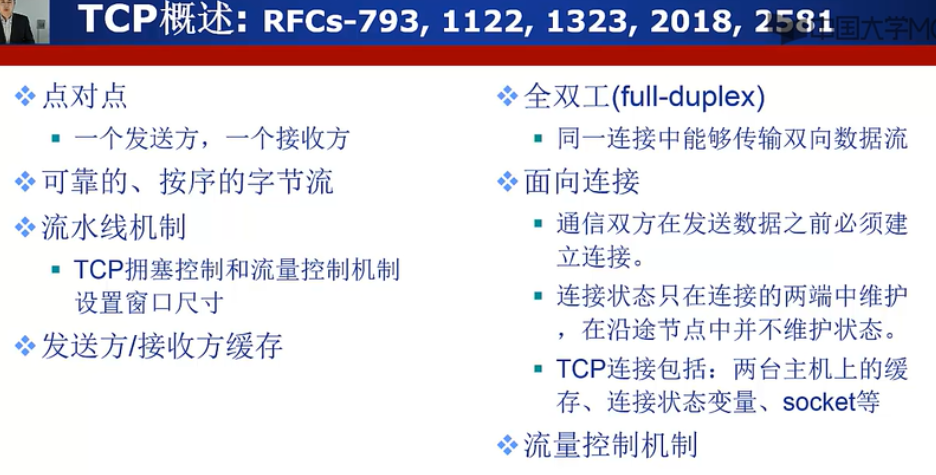 TCP概述: RFCs-793, 1122, 1323, 2018, 2581
中国大学MO
点对点
一个发送方，一个接收方
可靠的、按序的字节流
流水线机制
TCP拥塞控制和流量控制机制
设置窗口尺寸
发送方/接收方缓存
全双工(full-duplex)
同一连接中能够传输双向数据流
面向连接
通信双方在发送数据之前必须建
立连接。
连接状态只在连接的两端中维护
，在沿途节点中并不维护状态。
TCP连接包括：两台主机上的缓
存、连接状态变量、socket等
流量控制机制